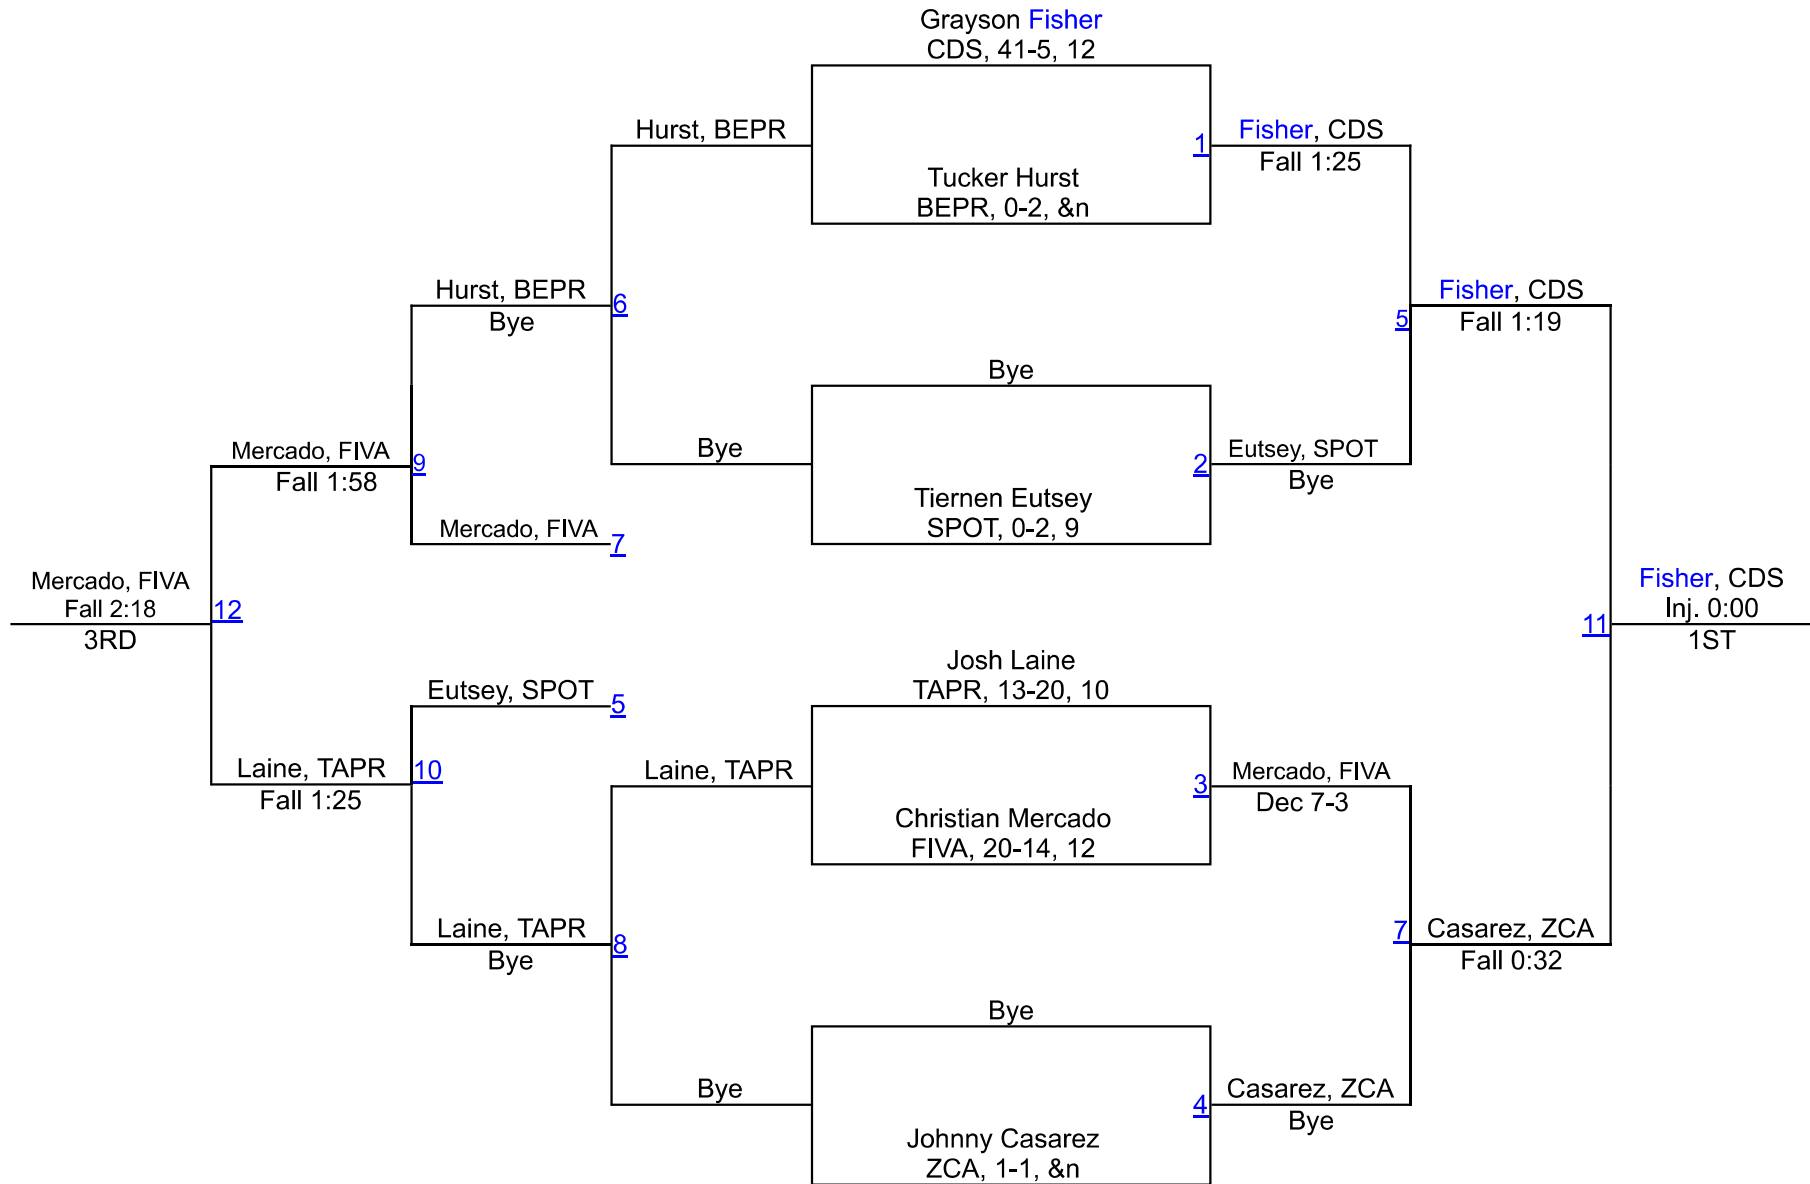 Grayson Fisher
CDS, 41-5, 12
Hurst, BEPR
1
Fisher, CDS
Fall 1:25
Tucker Hurst
BEPR, 0-2, &n
Hurst, BEPR
Bye
6
5
Fisher, CDS
Fall 1:19
Bye
Mercado, FIVA
Fall 1:58
9
Bye
2
Eutsey, SPOT
Bye
Tiernen Eutsey
SPOT, 0-2, 9
Mercado, FIVA
7
Mercado, FIVA
Fall 2:18
3RD
12
11
Fisher, CDS
Inj. 0:00
1ST
Josh Laine
TAPR, 13-20, 10
Eutsey, SPOT
5
Laine, TAPR
Fall 1:25
10
Laine, TAPR
3
Mercado, FIVA
Dec 7-3
Christian Mercado
FIVA, 20-14, 12
Laine, TAPR
Bye
8
7
Casarez, ZCA
Fall 0:32
Bye
Bye
4
Casarez, ZCA
Bye
Johnny Casarez
ZCA, 1-1, &n